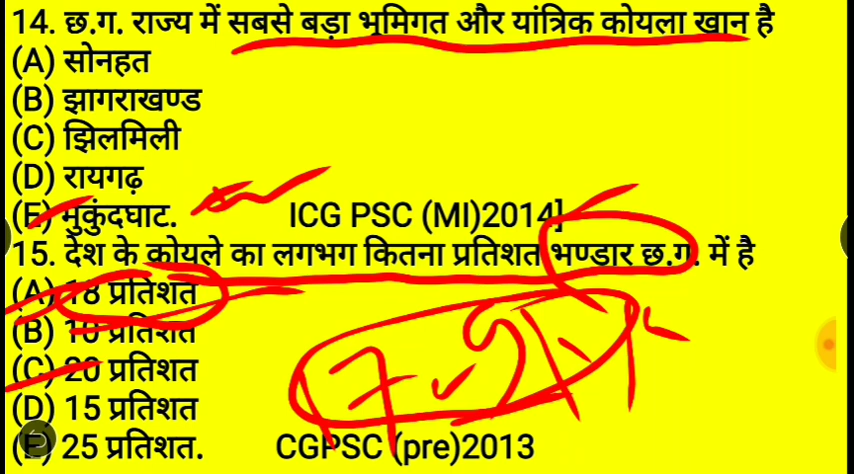 14. छ.ग. राज्य में सबसे बड़ा भूमिगत और यांत्रिक कोयला खान है
(A) सोनहत
(B) झागराखण्ड
(C) झिलमिली
(D) रायगढ़
(E) मुकुंदघाट. ICG PSC (MI)2014]
15. देश के कोयले का लगभग कितना प्रतिशत भण्डार छ.ग. में है
(A) 18 प्रतिशत
(B) 10 प्रतिशत
(C) 20 प्रतिशत
(D) 15 प्रतिशत
(E) 25 प्रतिशत. CGPSC (pre)2013